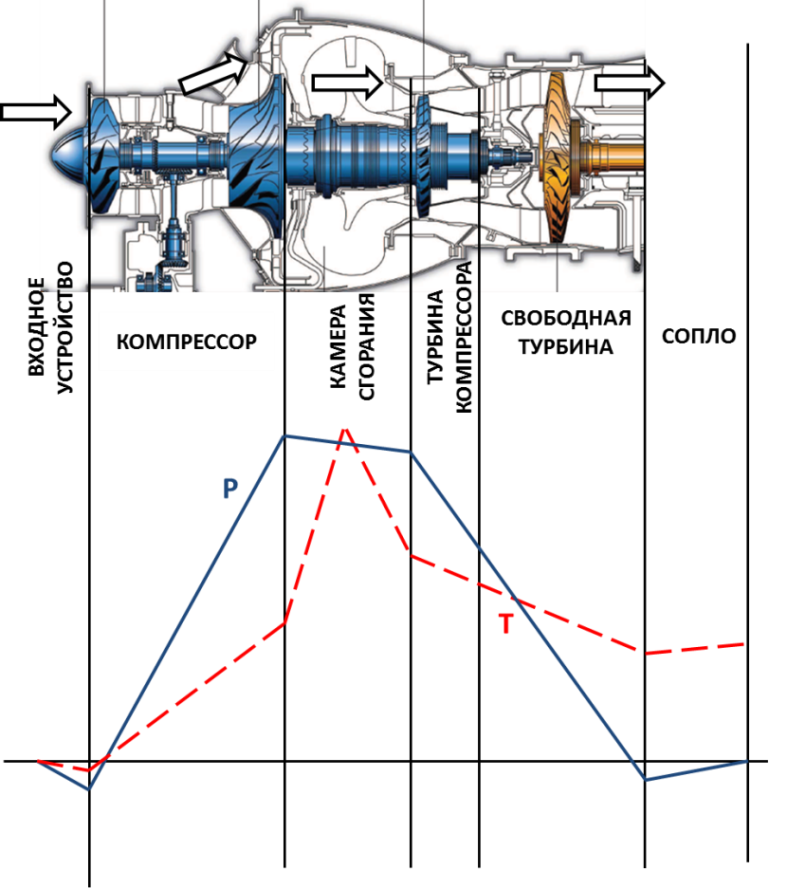 ВХОДНОЕ
УСТРОЙСТВО
КОМПРЕССОР
КАМЕРА
СГОРАНИЯ
ТУРБИНА
КОМПРЕССОРА
СВОБОДНАЯ
ТУРБИНА
СОПЛО
P
T